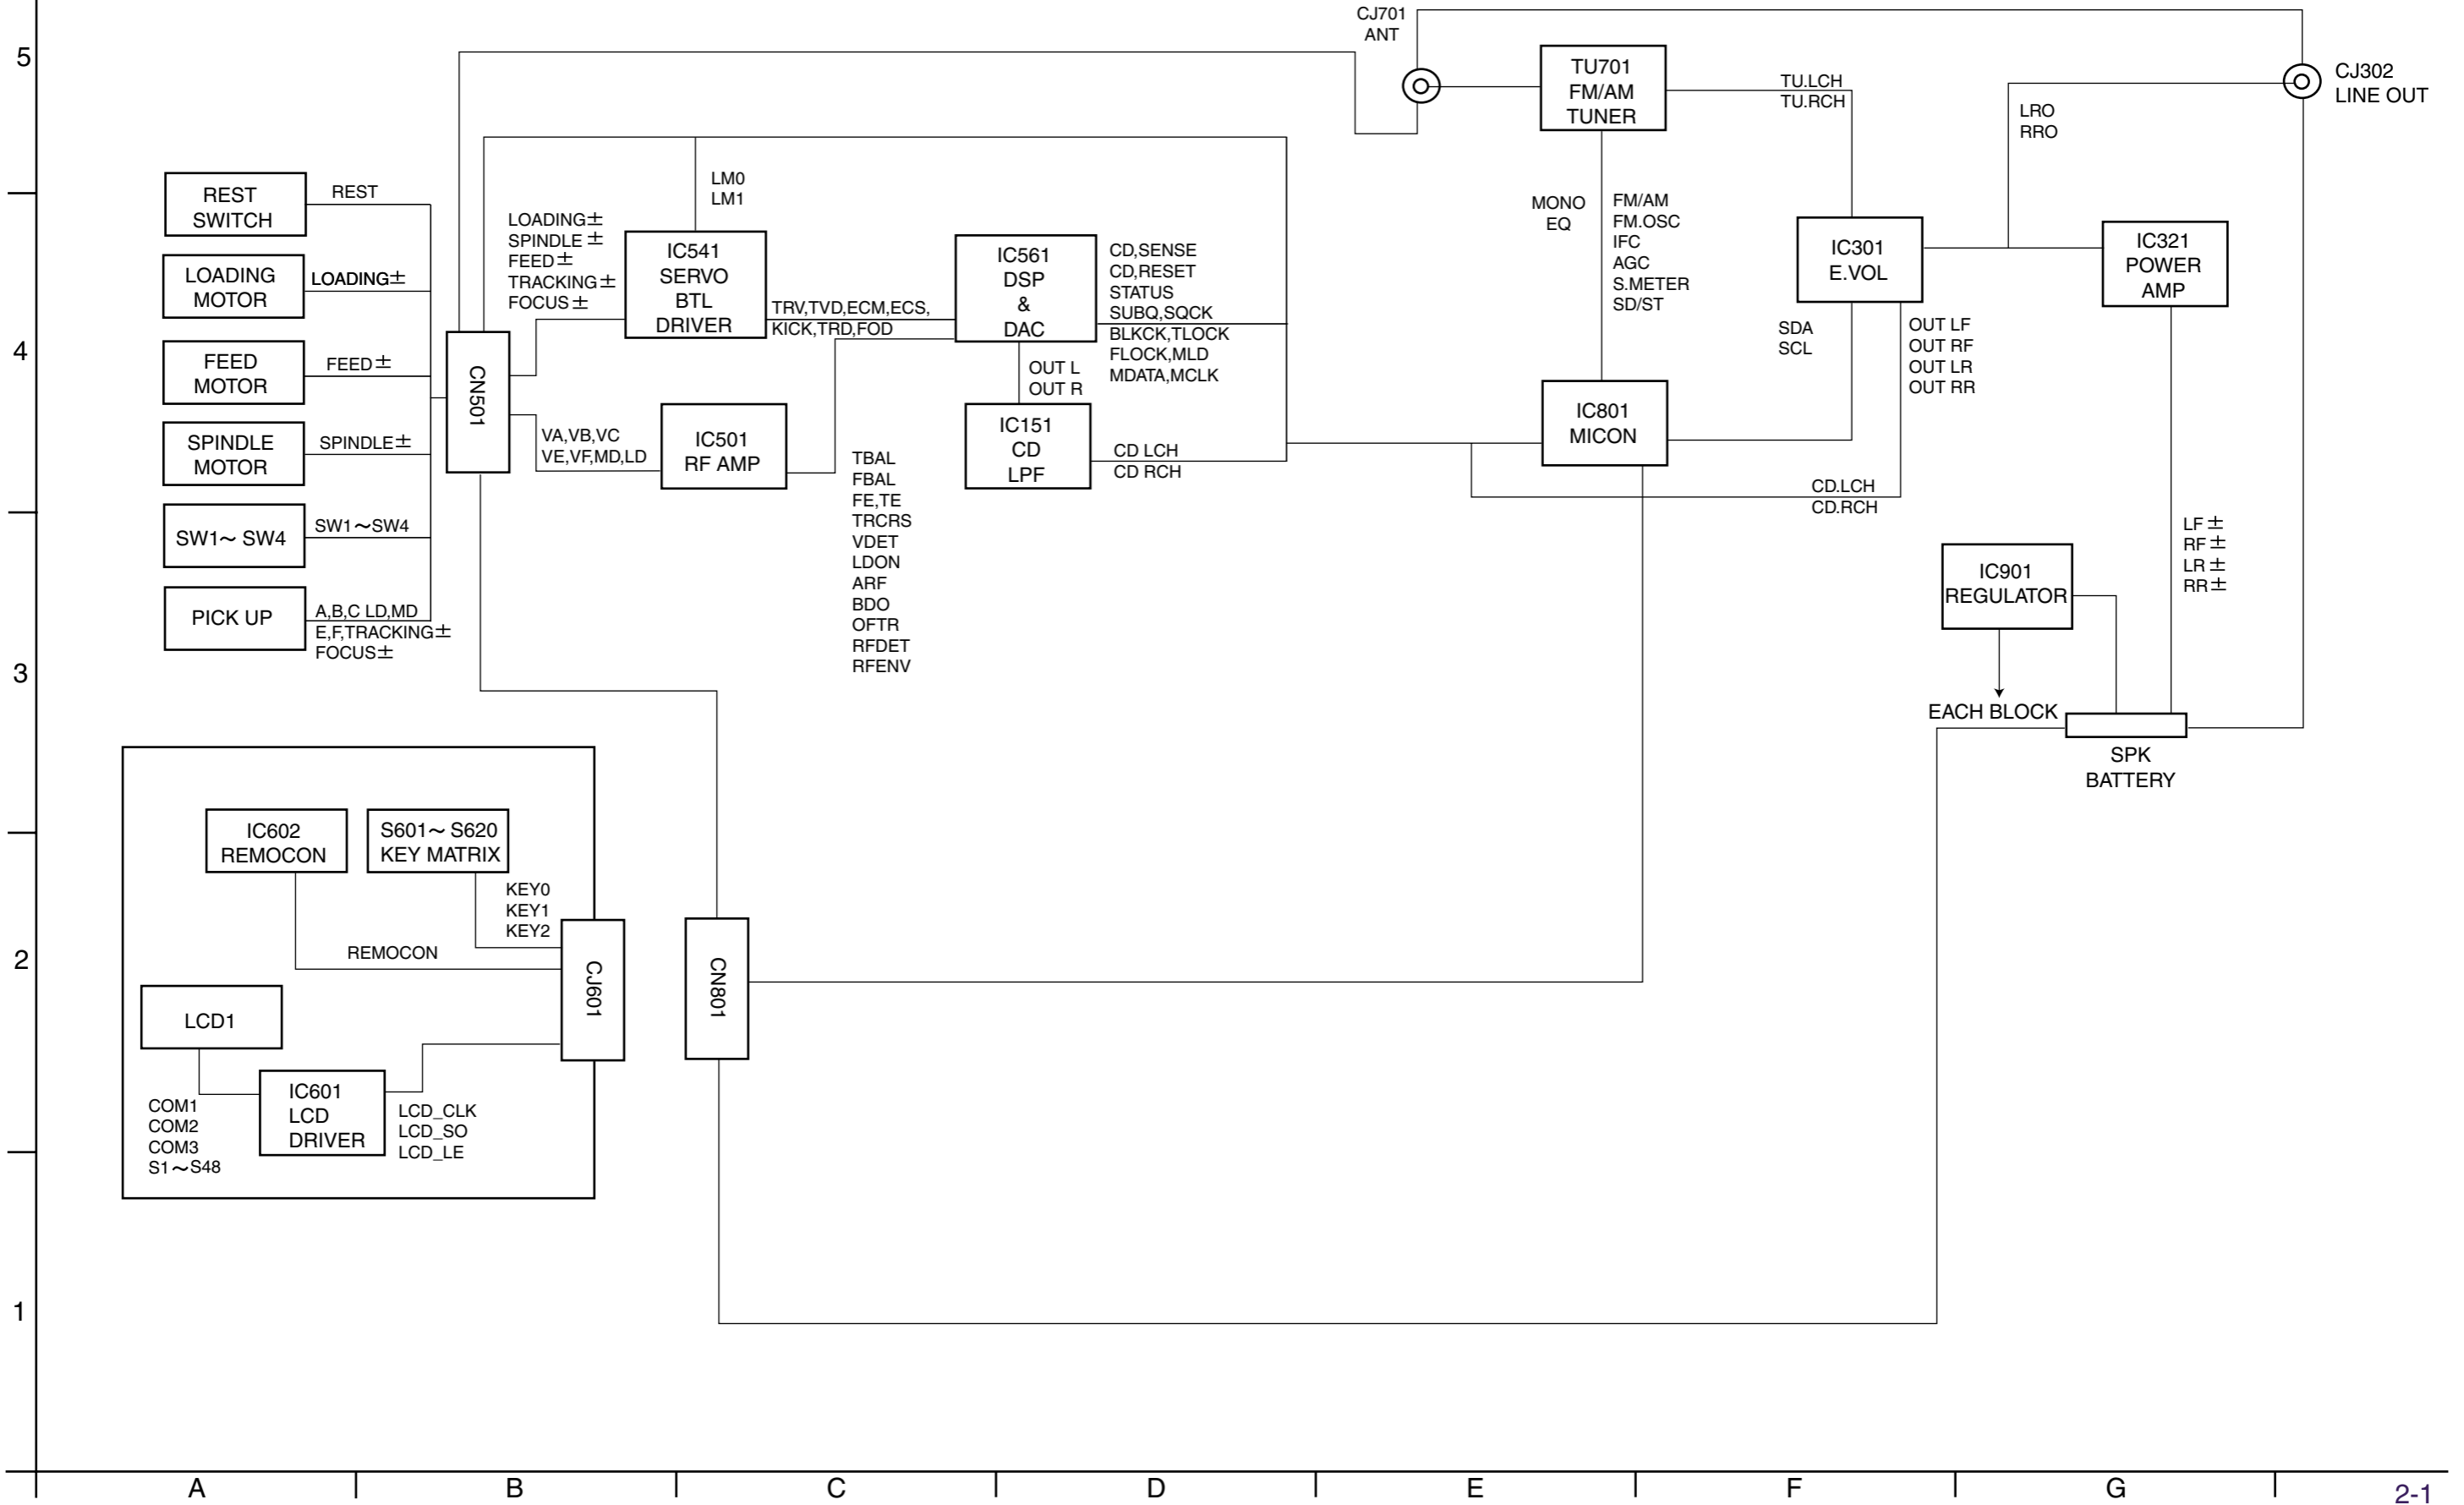 5
CJ701
ANT
TU701
FM/AM
TUNER
TU.LCH
TU.RCH
CJ302
LINE OUT
LRO
RRO
REST
SWITCH
REST
LOADING
MOTOR
LOADING±
4
FEED
MOTOR
FEED±
SPINDLE
MOTOR
SPINDLE±
SW1~ SW4
SW1~SW4
PICK UP
A,B,C LD,MD
E,F,TRACKING±
FOCUS±
CN501
LM0
LM1
LOADING±
SPINDLE ±
FEED±
TRACKING±
FOCUS±
IC541
SERVO
BTL
DRIVER
TRV,TVD,ECM,ECS,
KICK,TRD,FOD
IC561
DSP
&
DAC
CD,SENSE
CD,RESET
STATUS
SUBQ,SQCK
BLKCK,TLOCK
FLOCK,MLD
MDATA,MCLK
OUT L
OUT R
VA,VB,VC
VE,VF,MD,LD
IC501
RF AMP
TBAL
FBAL
FE,TE
TRCRS
VDET
LDON
ARF
BDO
OFTR
RFDET
RFENV
IC151
CD
LPF
CD LCH
CD RCH
MONO
EQ
FM/AM
FM.OSC
IFC
AGC
S.METER
SD/ST
IC801
MICON
IC301
E.VOL
SDA
SCL
OUT LF
OUT RF
OUT LR
OUT RR
CD.LCH
CD.RCH
IC321
POWER
AMP
LF ±
RF ±
LR ±
RR ±
IC901
REGULATOR
EACH BLOCK
SPK
BATTERY
3
IC602
REMOCON
S601~ S620
KEY MATRIX
KEY0
KEY1
KEY2
REMOCON
2
CJ601
CN801
LCD1
IC601
LCD
DRIVER
COM1
COM2
COM3
S1~S48
LCD_CLK
LCD_SO
LCD_LE
1
A B C D E F G
2-1